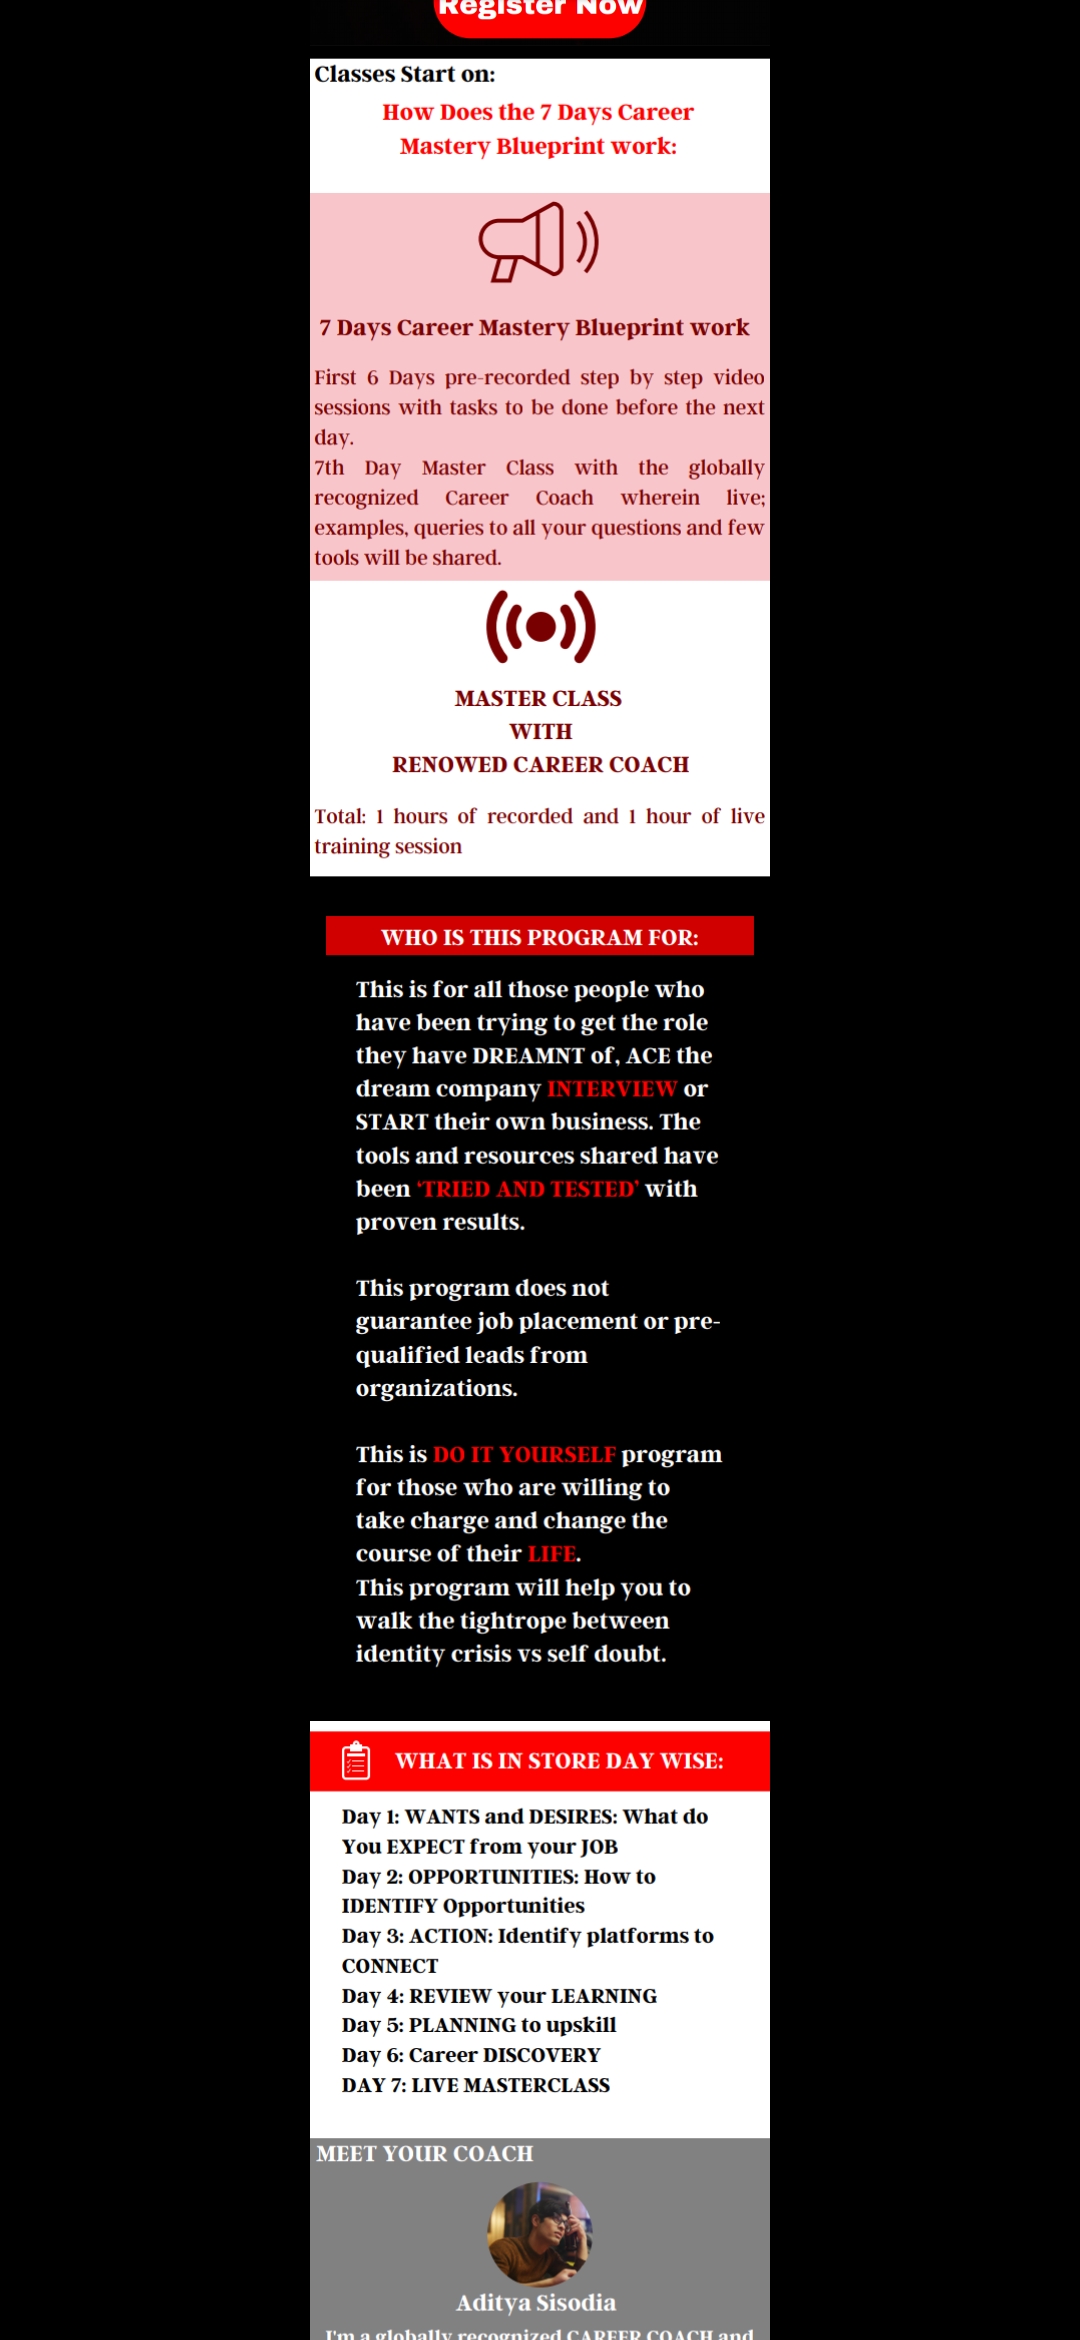 Register Now
Classes Start on:
How Does the 7 Days Career
Mastery Blueprint work:
7 Days Career Mastery Blueprint work
First 6 Days pre-recorded step by step video
sessions with tasks to be done before the next
day.
7th Day Master Class with the globally
recognized Career Coach wherein live;
examples, queries to all your questions and few
tools will be shared.
MASTER CLASS
WITH
RENOWED CAREER COACH
Total: 1 hours of recorded and 1 hour of live
training session
WHO IS THIS PROGRAM FOR:
This is for all those people who
have been trying to get the role
they have DREAMNT of, ACE the
dream company INTERVIEW or
START their own business. The
tools and resources shared have
been ‘TRIED AND TESTED’ with
proven results.
This program does not
guarantee job placement or pre-
qualified leads from
organizations.
This is DO IT YOURSELF program
for those who are willing to
take charge and change the
course of their LIFE.
This program will help you to
walk the tightrope between
identity crisis vs self doubt.
WHAT IS IN STORE DAY WISE:
Day 1: WANTS and DESIRES: What do
You EXPECT from your JOB
Day 2: OPPORTUNITIES: How to
IDENTIFY Opportunities
Day 3: ACTION: Identify platforms to
CONNECT
Day 4: REVIEW your LEARNING
Day 5: PLANNING to upskill
Day 6: Career DISCOVERY
DAY 7: LIVE MASTERCLASS
MEET YOUR COACH
Aditya Sisodia
I'm a globally recognized CAREER COACH and